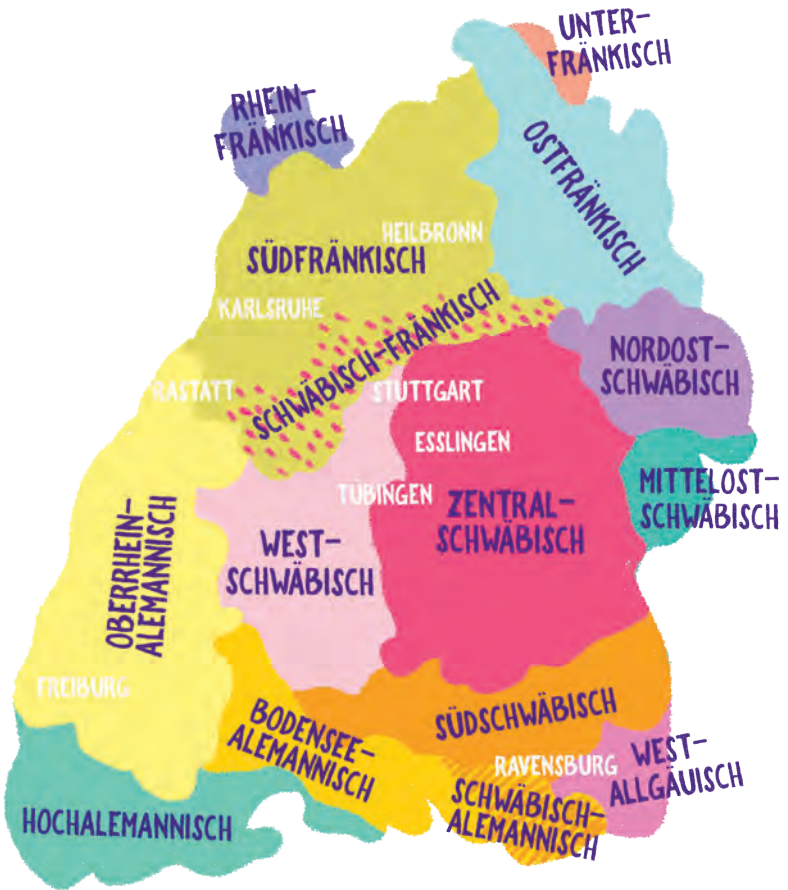 UNTER-
FRÄNKISCH
RHEIN-
FRÄNKISCH
OSTFRÄNKISCH
HEILBRONN
SÜDFRÄNKISCH
KARLSRUHE
SCHWÄBISCH-FRÄNKISCH
NORDOST-
SCHWÄBISCH
RASTATT
STUTTGART
ESSLINGEN
TÜBINGEN
ZENTRAL-
SCHWÄBISCH
MITTELOST-
SCHWÄBISCH
OBERRHEIN-
ALEMANNISCH
WEST-
SCHWÄBISCH
FREIBURG
BODENSEE-
ALEMANNISCH
SÜDSCHWÄBISCH
RAVENSBURG
WEST-
ALLGÄUISCH
SCHWÄBISCH-
ALEMANNISCH
HOCHALEMANNISCH